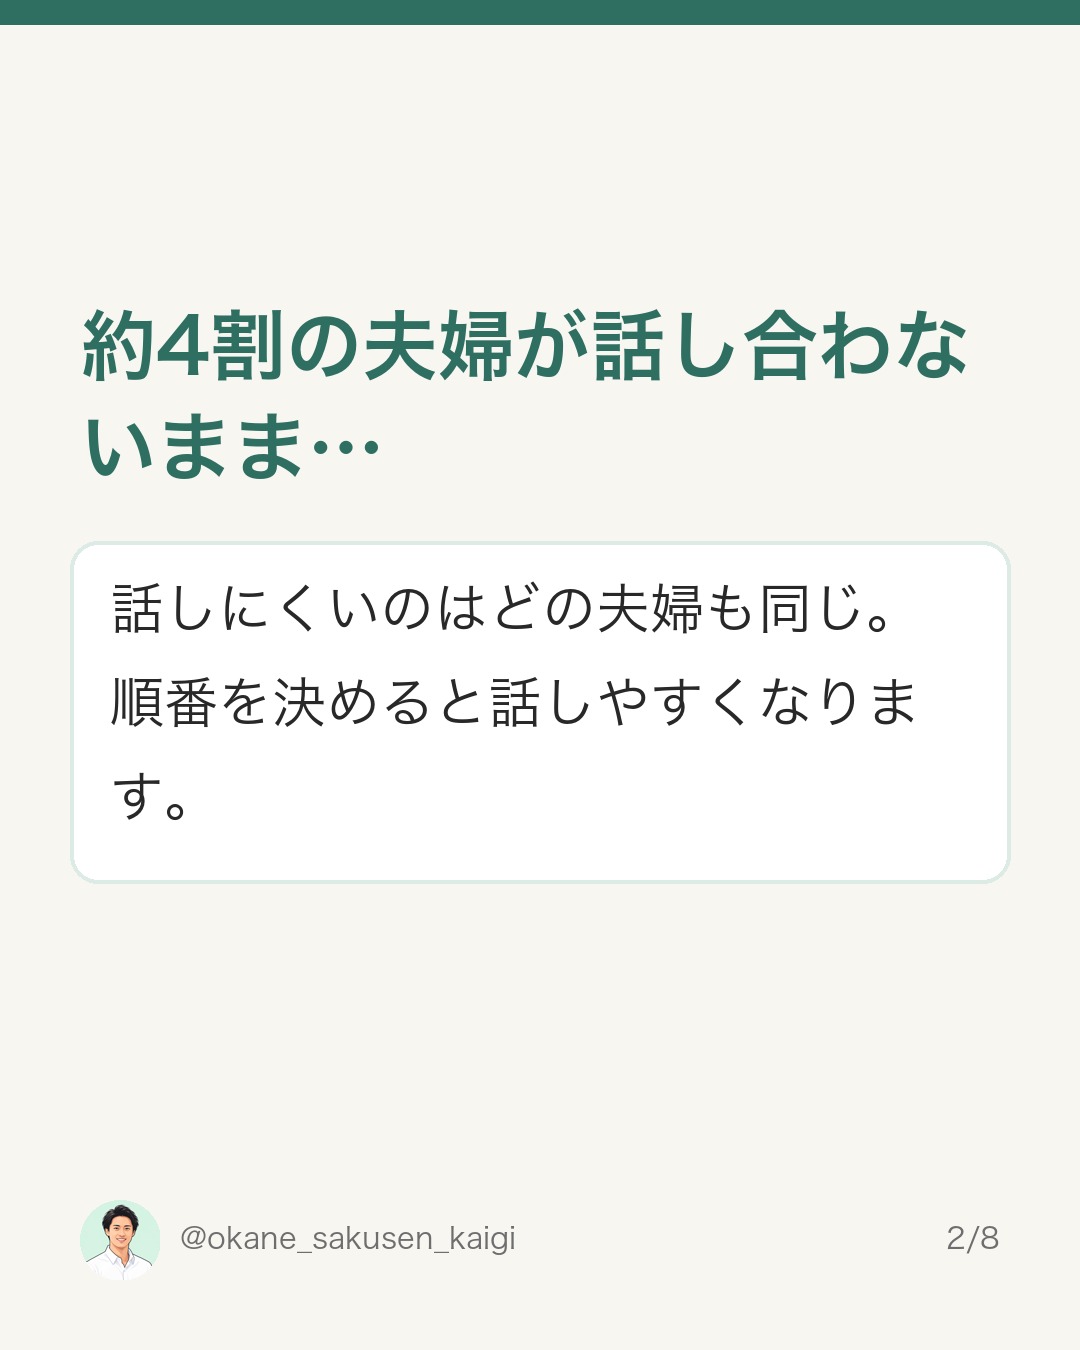 約4割の夫婦が話し合わな
いまま…
話しにくいのはどの夫婦も同じ。
順番を決めると話しやすくなりま
す。
@okane_sakusen_kaigi
2/8